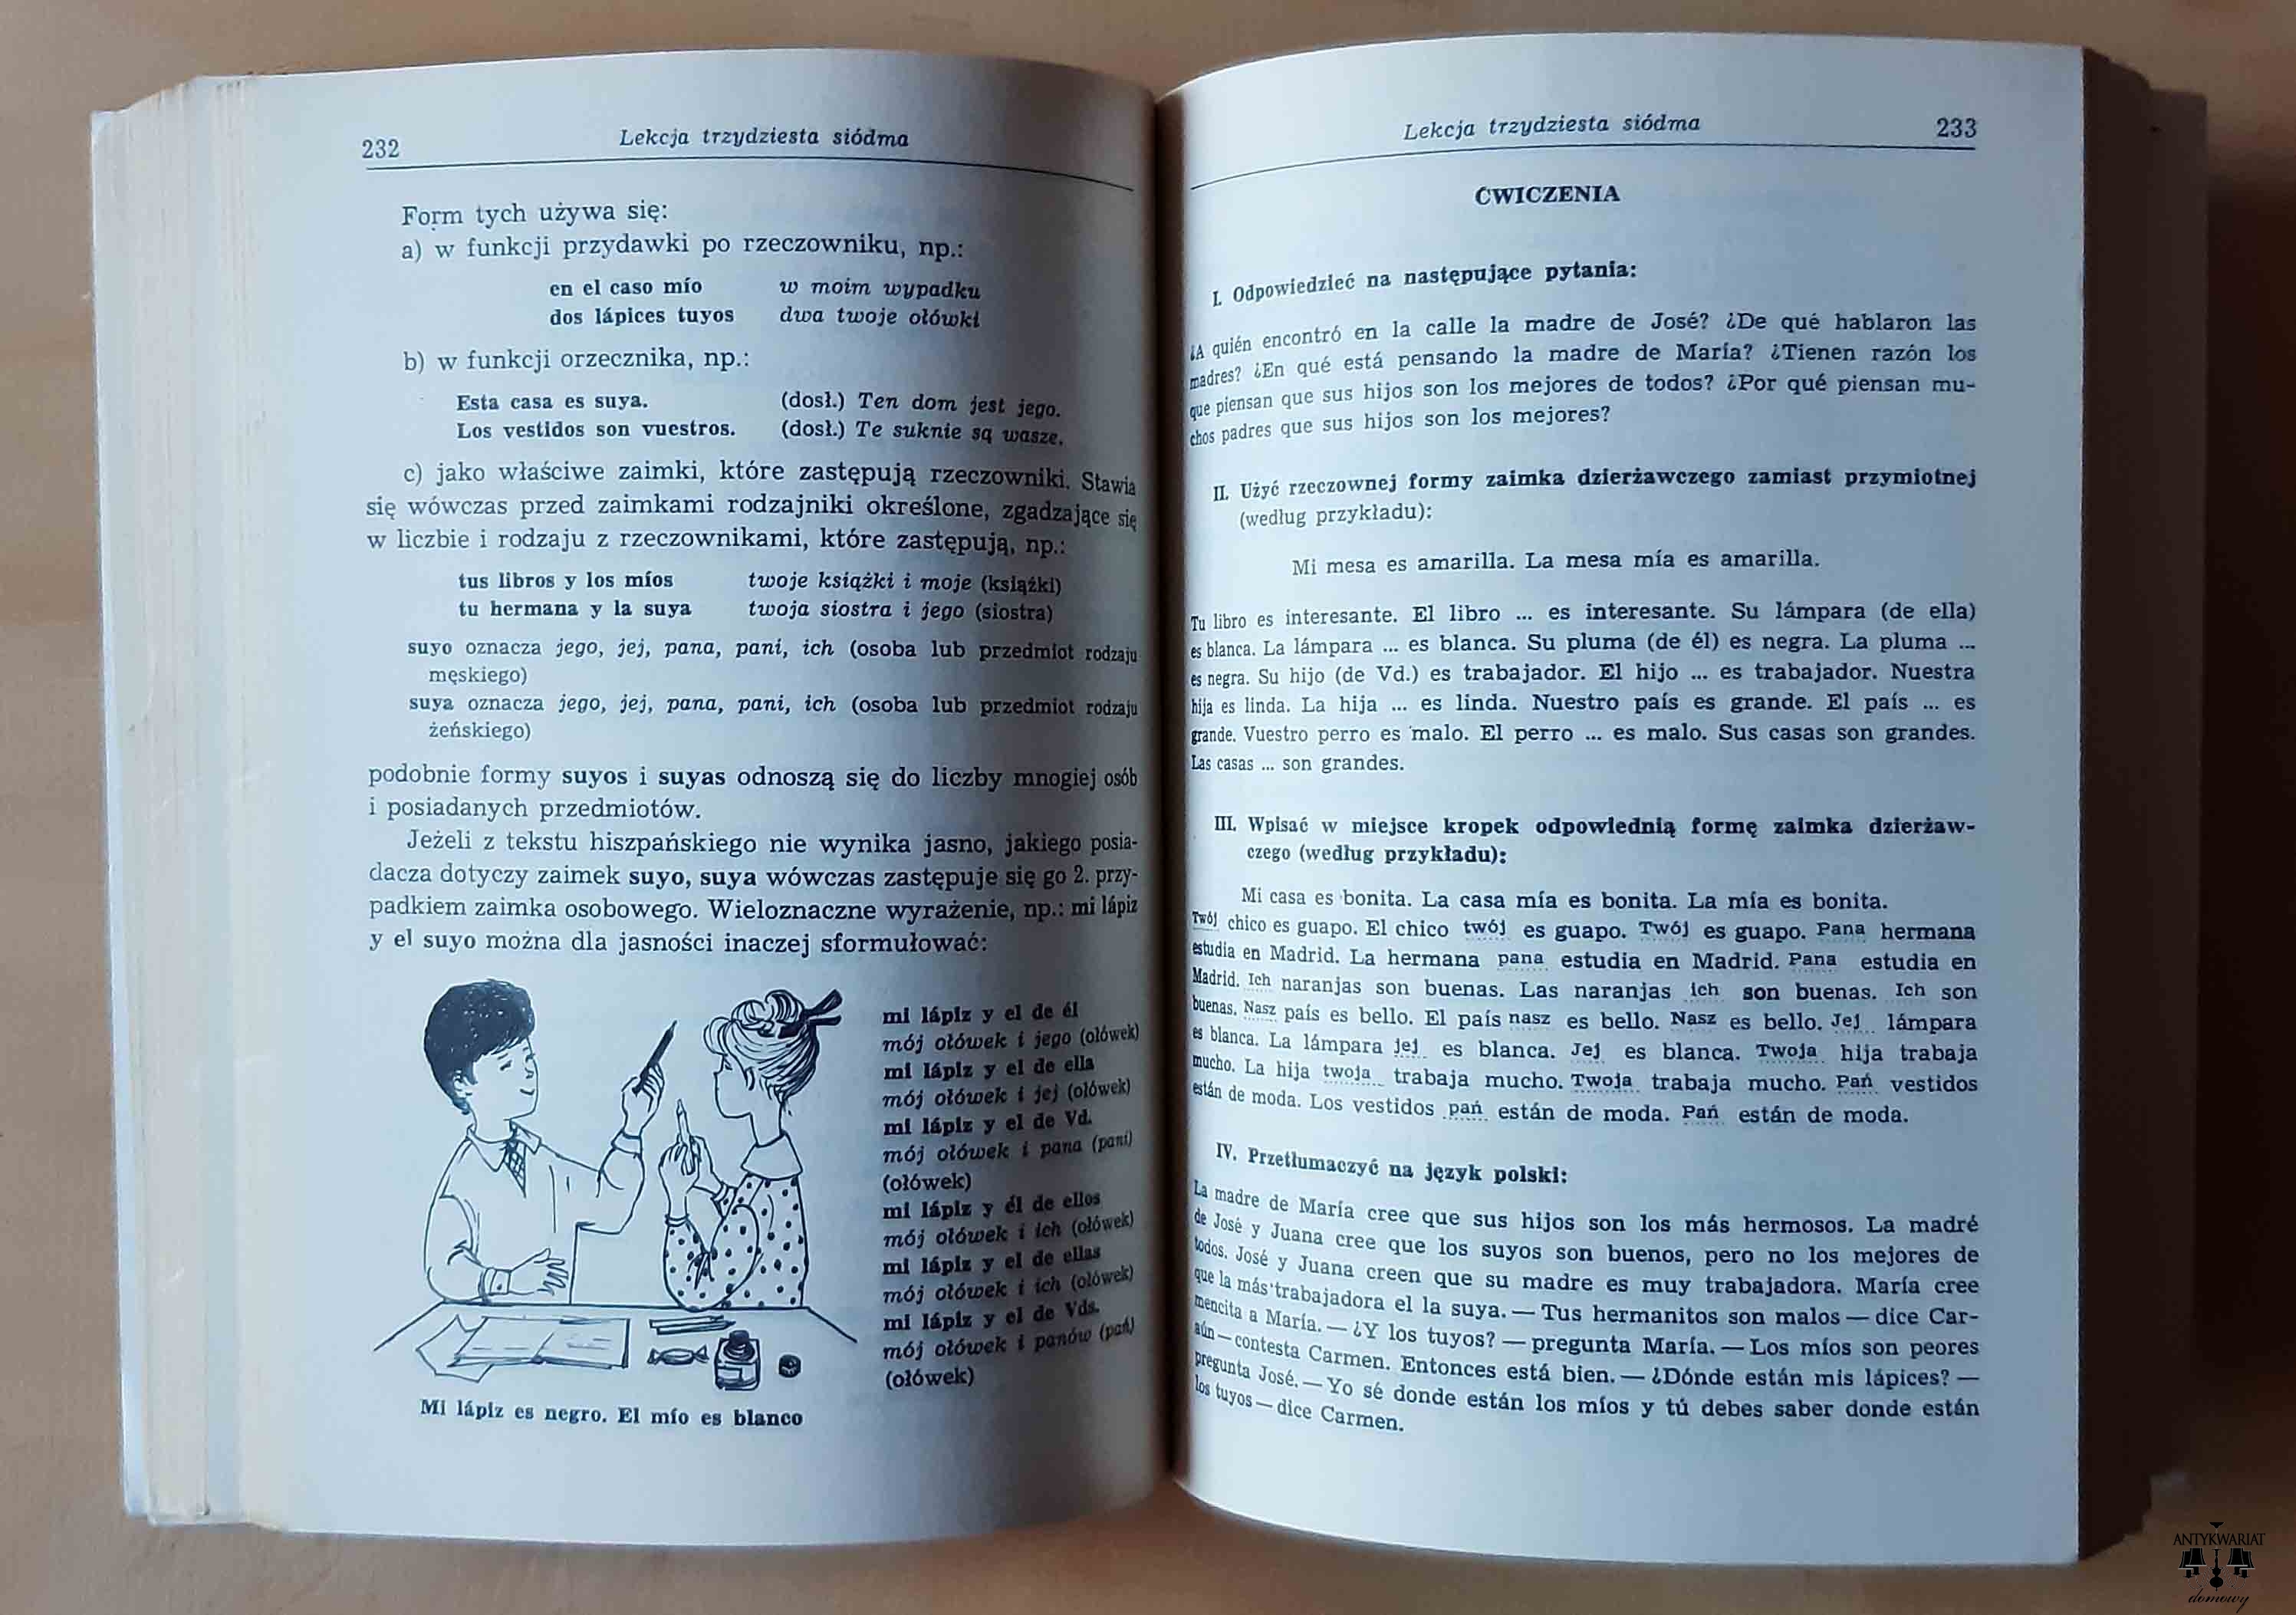 232
Lekcja trzydziesta siódma
Form tych używa się:
a) w funkcji przydawki po rzeczowniku, np.:
en el caso mío w moim wypadku
dos lápices tuyos dwa twoje ołówki
b) w funkcji orzecznika, np.:
Esta casa es suya. (dosł.) Ten dom jest jego.
Los vestidos son vuestros. (dosł.) Te suknie są wasze.
c) jako właściwe zaimki, które zastępują rzeczowniki. Stawia
się wówczas przed zaimkami rodzajniki określone, zgadzające się
w liczbie i rodzaju z rzeczownikami, które zastępują, np.:
tus libros y los míos twoje książki i moje (książki)
tu hermana y la suya twoja siostra i jego (siostra)
suyo oznacza jego, jej, pana, pani, ich (osoba lub przedmiot rodzaju
męskiego)
suya oznacza jego, jej, pana, pani, ich (osoba lub przedmiot rodzaju
żeńskiego)
podobnie formy suyos i suyas odnoszą się do liczby mnogiej osób
i posiadanych przedmiotów.
Jeżeli z tekstu hiszpańskiego nie wynika jasno, jakiego posia-
dacza dotyczy zaimek suyo, suya wówczas zastępuje się go 2. przy-
padkiem zaimka osobowego. Wieloznaczne wyrażenie, np.: mi lápiz
y el suyo można dla jasności inaczej sformułować:
mi lápiz y el de él
mój ołówek i jego (ołówek)
mi lápiz y el de ella
mój ołówek i jej (ołówek)
mi lápiz y el de Vd.
mój ołówek i pana (pani)
(ołówek)
mi lápiz y él de ellos
mój ołówek i ich (ołówek)
mi lápiz y el de ellas
mój ołówek i ich (ołówek)
mi lápiz y el de Vds.
mój ołówek i panów (pań)
(ołówek)
Mi lápiz es negro. El mío es blanco
Lekcja trzydziesta siódma
233
ĆWICZENIA
I. Odpowiedzieć na następujące pytania:
¿A quién encontró en la calle la madre de José? ¿De qué hablaron las
madres? ¿En qué está pensando la madre de María? ¿Tienen razón los
que piensan que sus hijos son los mejores de todos? ¿Por qué piensan mu-
chos padres que sus hijos son los mejores?
II. Użyć rzeczownej formy zaimka dzierżawczego zamiast przymiotnej
(według przykładu):
Mi mesa es amarilla. La mesa mía es amarilla.
Tu libro es interesante. El libro ... es interesante. Su lámpara (de ella)
es blanca. La lámpara ... es blanca. Su pluma (de él) es negra. La pluma ...
es negra. Su hijo (de Vd.) es trabajador. El hijo ... es trabajador. Nuestra
hija es linda. La hija ... es linda. Nuestro país es grande. El país ... es
grande. Vuestro perro es malo. El perro ... es malo. Sus casas son grandes.
Las casas ... son grandes.
III. Wpisać w miejsce kropek odpowiednią formę zaimka dzierżaw-
czego (według przykładu):
Mi casa es bonita. La casa mía es bonita. La mía es bonita.
Twój chico es guapo. El chico twój es guapo. Twój es guapo. Pana hermana
estudia en Madrid. La hermana pana estudia en Madrid. Pana estudia en
Madrid. Ich naranjas son buenas. Las naranjas ich son buenas. Ich son
buenas. Nasz país es bello. El país nasz es bello. Nasz es bello. Jej lámpara
es blanca. La lámpara jej es blanca. Jej es blanca. Twoja hija trabaja
mucho. La hija twoja trabaja mucho. Twoja trabaja mucho. Pań vestidos
están de moda. Los vestidos pań están de moda. Pań están de moda.
IV. Przetłumaczyć na język polski:
La madre de María cree que sus hijos son los más hermosos. La madré
de José y Juana cree que los suyos son buenos, pero no los mejores de
todos. José y Juana creen que su madre es muy trabajadora. María cree
que la más trabajadora el la suya. — Tus hermanitos son malos — dice Car-
mencita a María. — ¿Y los tuyos? — pregunta María. — Los míos son peores
aún — contesta Carmen. Entonces está bien. — ¿Dónde están mis lápices? —
pregunta José. — Yo sé donde están los míos y tú debes saber donde están
los tuyos — dice Carmen.
ANTYKWARIAT
domowy